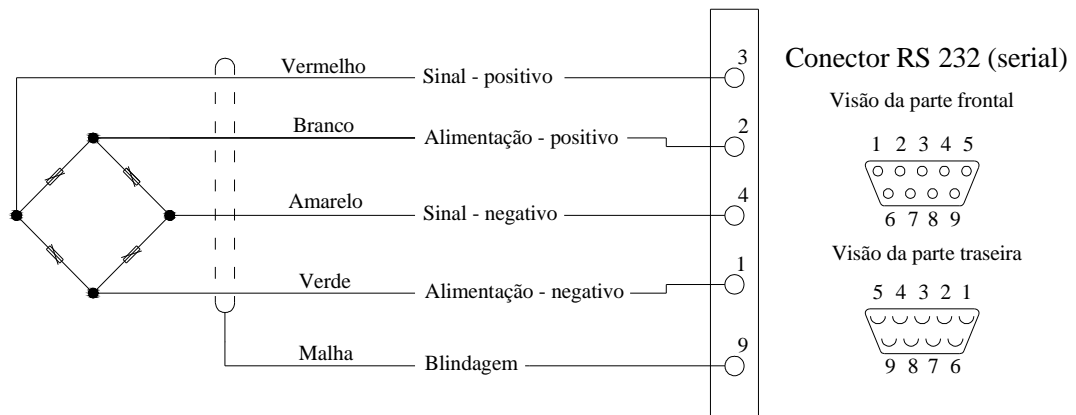 Vermelho Sinal - positivo 3
Branco Alimentação - positivo 2
Amarelo Sinal - negativo 4
Verde Alimentação - negativo 1
Malha Blindagem 9
Conector RS 232 (serial)
Visão da parte frontal
1 2 3 4 5
6 7 8 9
Visão da parte traseira
5 4 3 2 1
9 8 7 6